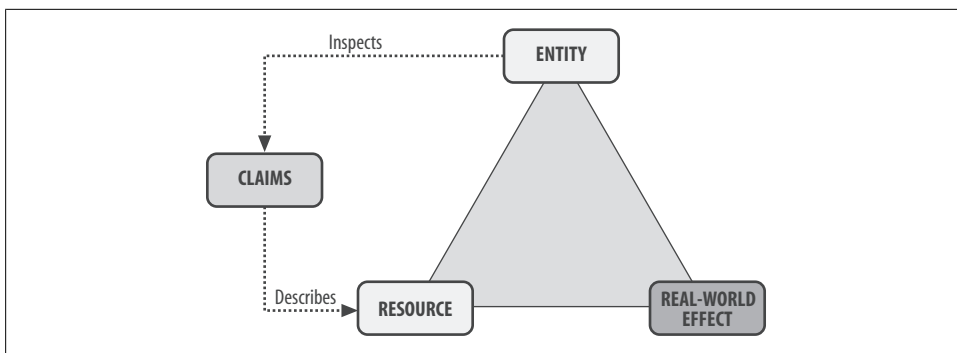 Inspects
ENTITY
CLAIMS
Describes
RESOURCE
REAL-WORLD
EFFECT